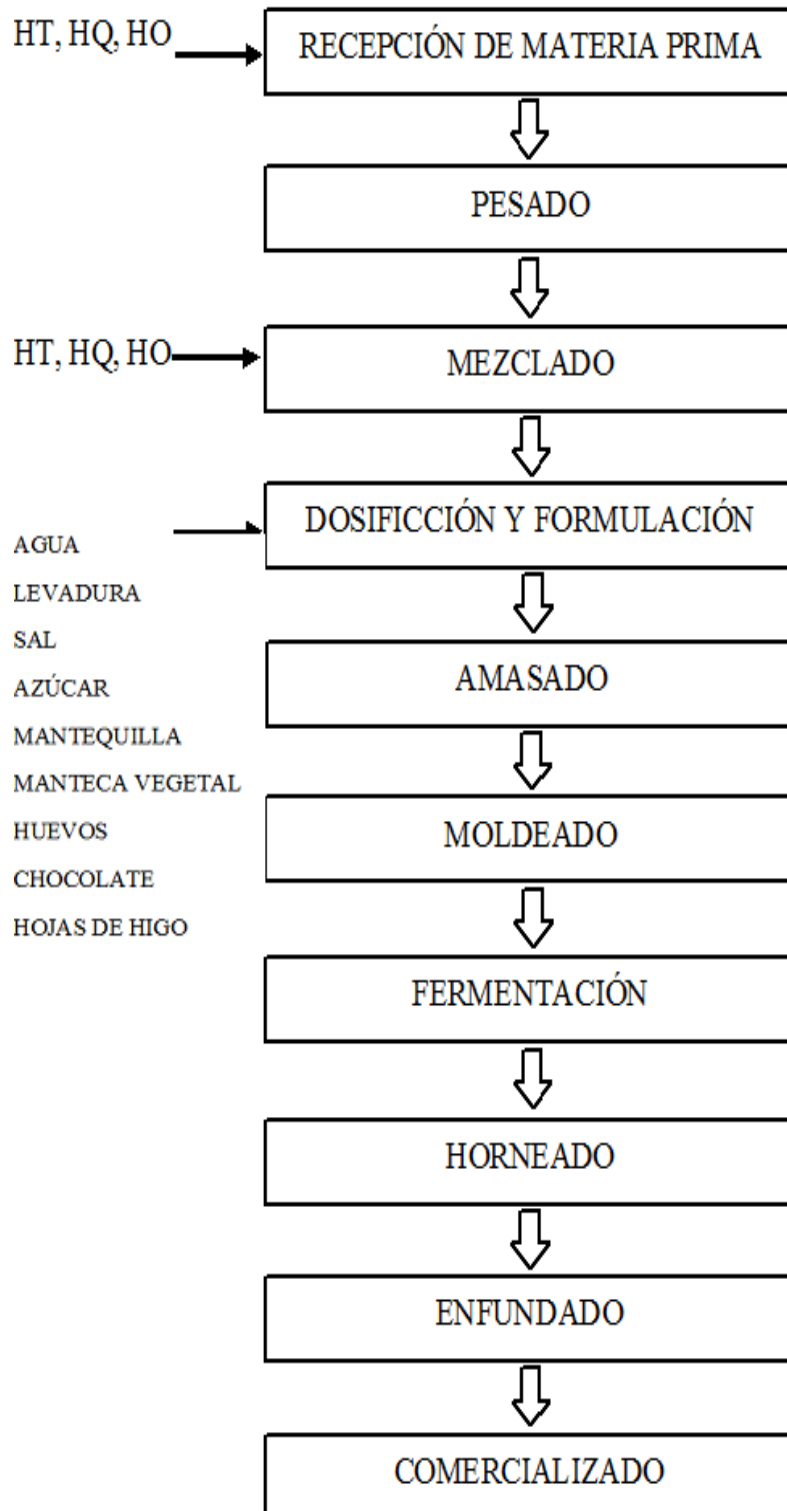 HT, HQ, HO
RECEPCIÓN DE MATERIA PRIMA
PESADO
HT, HQ, HO
MEZCLADO
DOSIFICCIÓN Y FORMULACIÓN
AGUA
LEVADURA
SAL
AZÚCAR
MANTEQUILLA
MANTECA VEGETAL
HUEVOS
CHOCOLATE
HOJAS DE HIGO
AMASADO
MOLDEADO
FERMENTACIÓN
HORNEADO
ENFUNDADO
COMERCIALIZADO